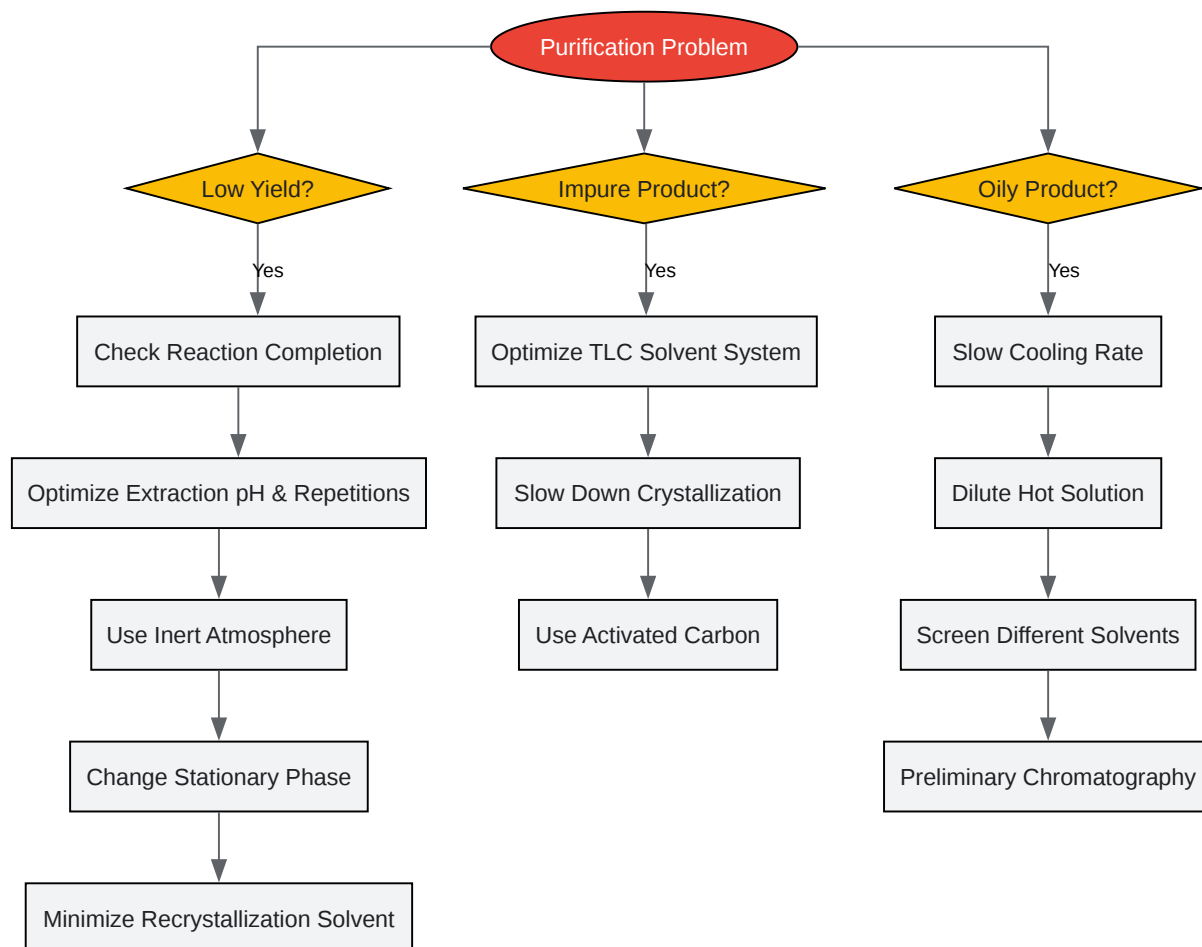 Purification Problem
Low Yield?
Impure Product?
Oily Product?
Yes
Yes
Yes
Check Reaction Completion
Optimize TLC Solvent System
Slow Cooling Rate
Optimize Extraction pH & Repetitions
Slow Down Crystallization
Dilute Hot Solution
Use Inert Atmosphere
Use Activated Carbon
Screen Different Solvents
Change Stationary Phase
Preliminary Chromatography
Minimize Recrystallization Solvent